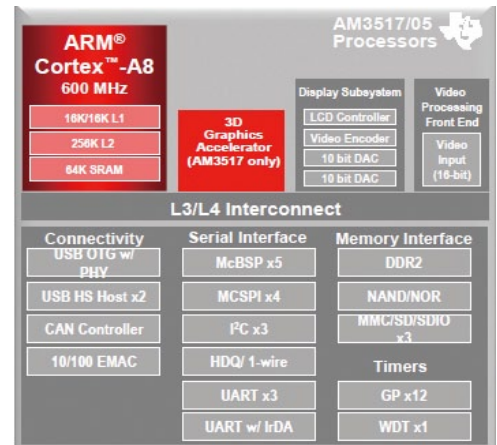 AM3517/05
Processors
ARM®
Cortex™-A8
600 MHz
16K/16K L1
256K L2
64K SRAM
3D
Graphics
Accelerator
(AM3517 only)
Display Subsystem
LCD Controller
Video Encoder
10 bit DAC
10 bit DAC
Video
Processing
Front End
Video
Input
(16-bit)
L3/L4 Interconnect
Connectivity
USB OTG w/
PHY
USB HS Host x2
CAN Controller
10/100 EMAC
Serial Interface
McBSP x5
MCSPI x4
I²C x3
HDQ/ 1-wire
UART x3
UART w/ IrDA
Memory Interface
DDR2
NAND/NOR
MMC/SD/SDIO
x3
Timers
GP x12
WDT x1